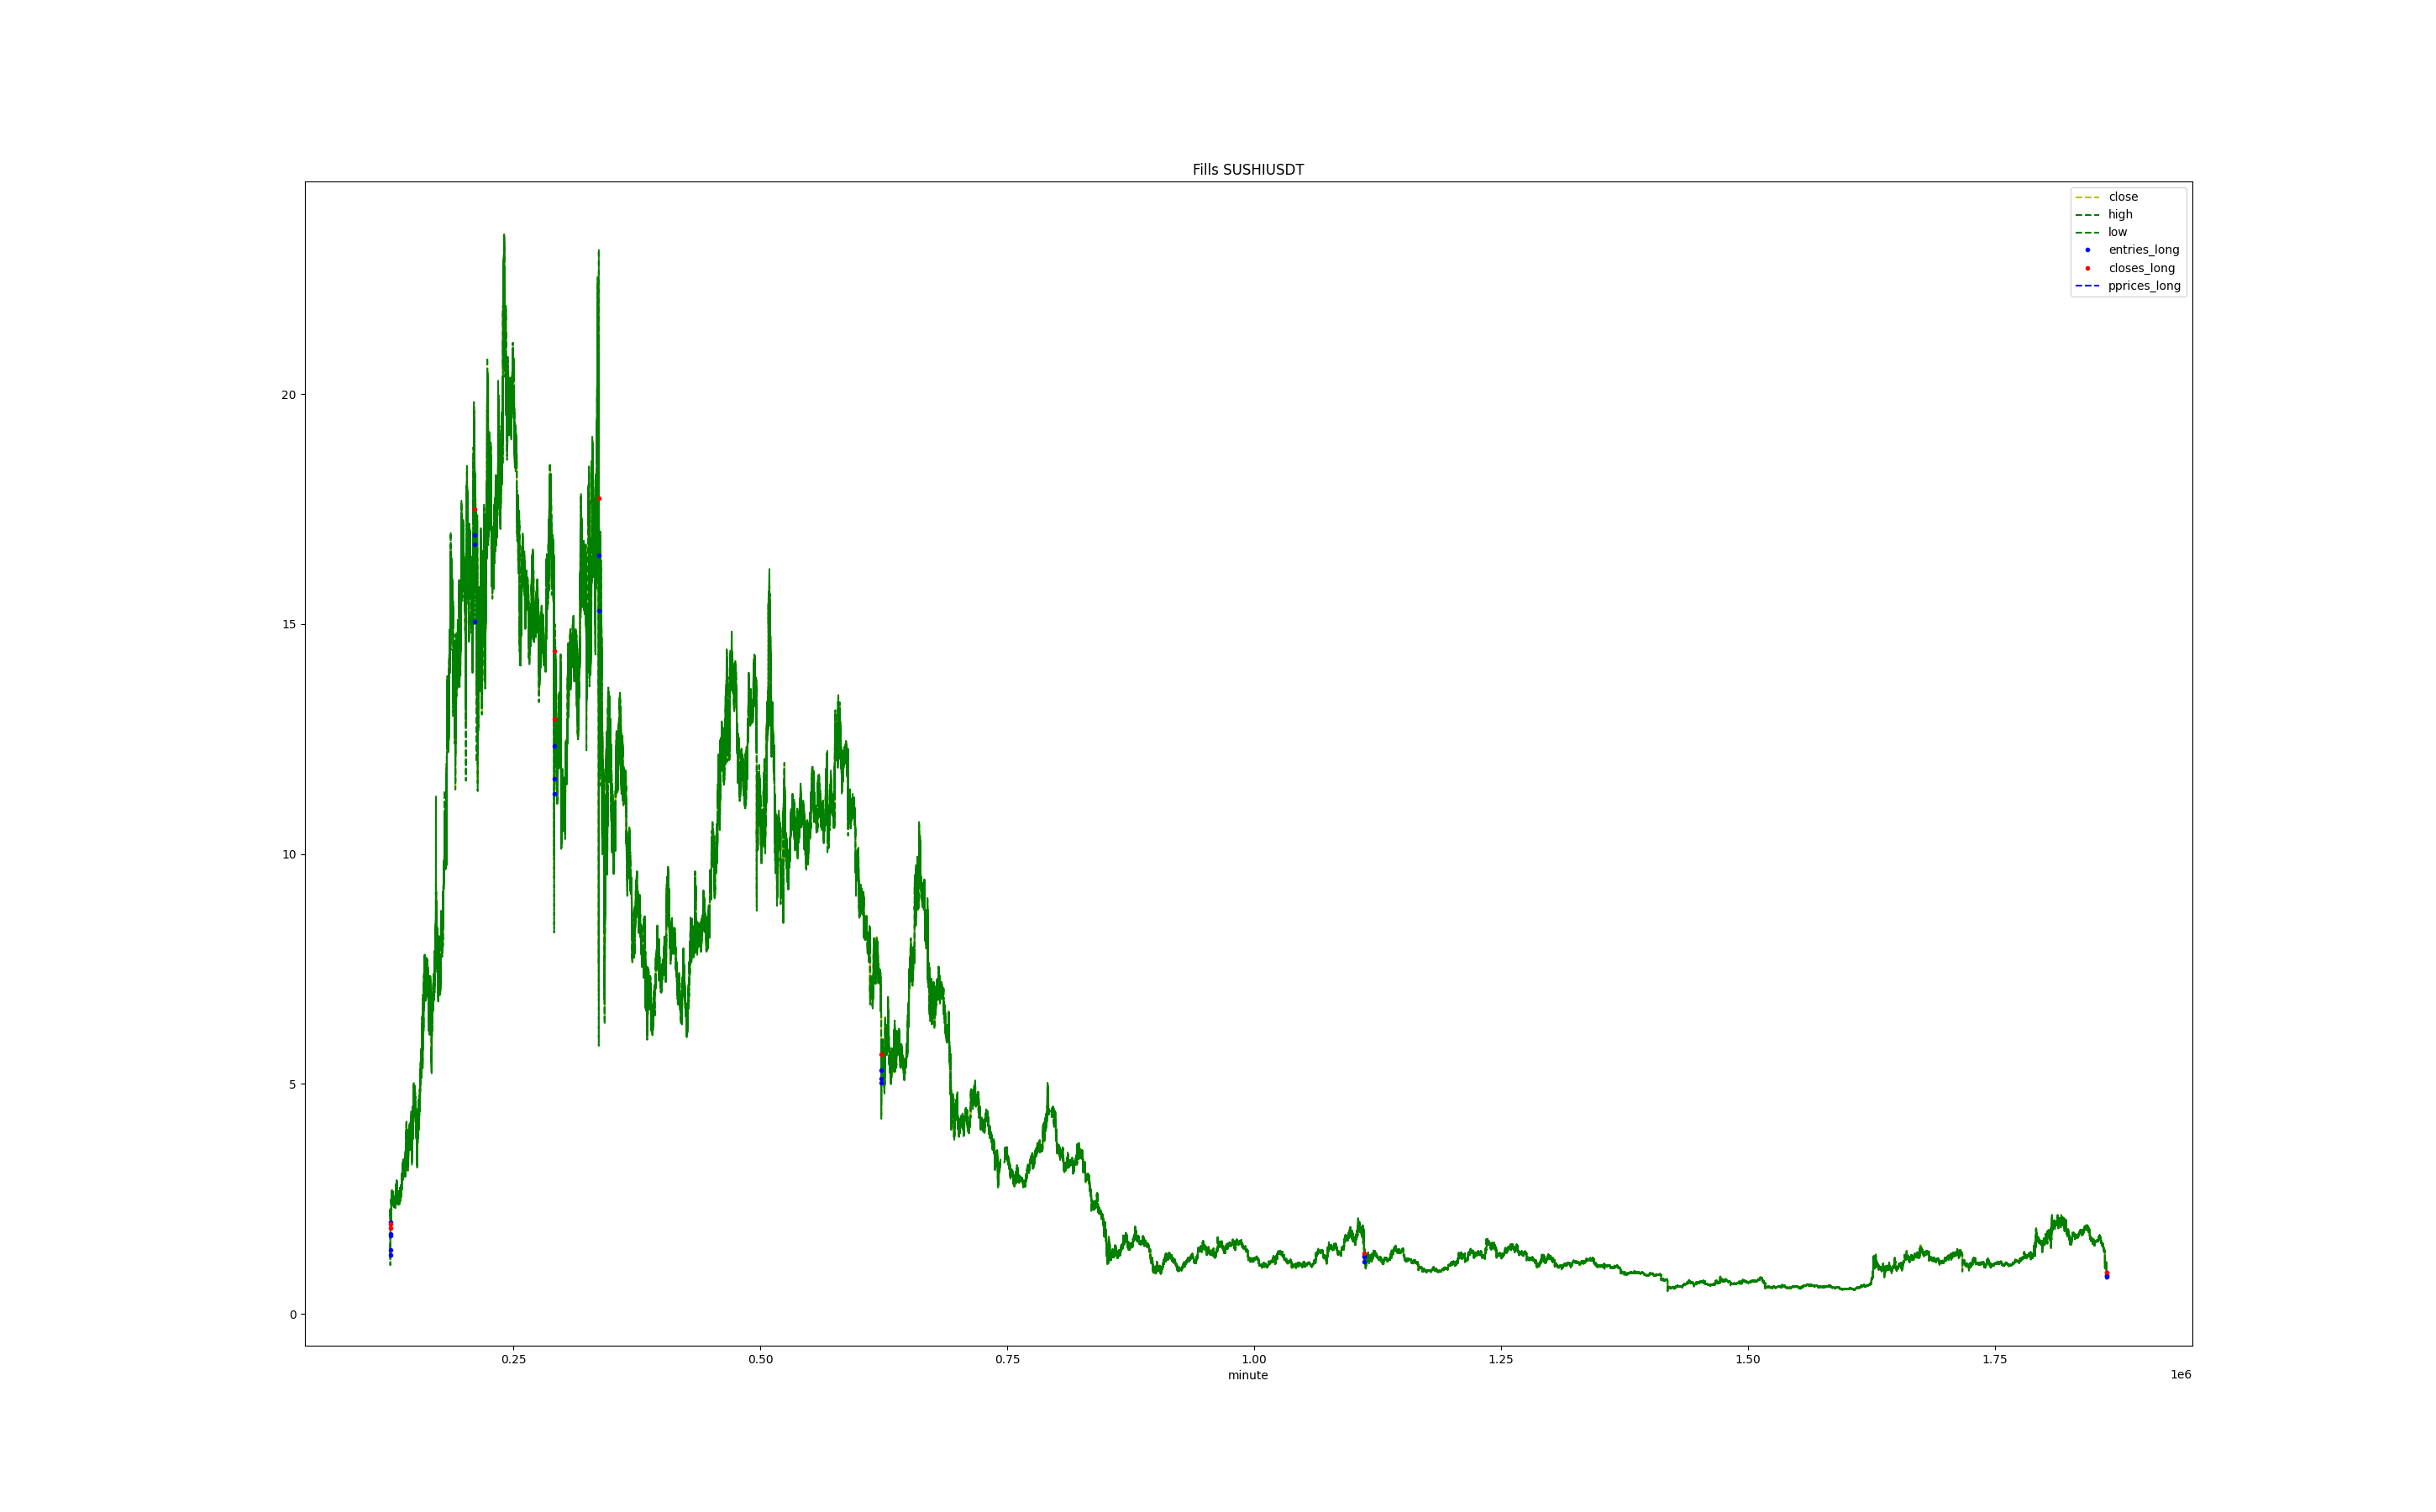 Fills SUSHIUSDT
close
high
low
entries_long
closes_long
pprices_long
20
15
10
5
0
0.25 0.50 0.75 1.00 1.25 1.50 1.75
minute 1e6